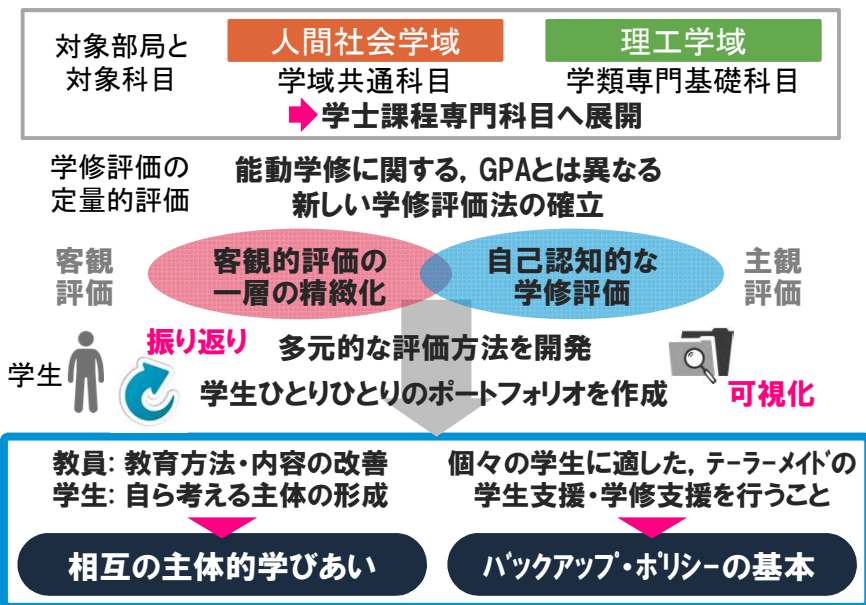 対象部局と
対象科目
人間社会学域
理工学域
学域共通科目
学類専門基礎科目
学士課程専門科目へ展開
学修評価の
定量的評価
能動学修に関する, GPAとは異なる
新しい学修評価法の確立
客観
評価
客観的評価の
一層の精緻化
自己認知的な
学修評価
主観
評価
振り返り
多元的な評価方法を開発
学生
学生ひとりひとりのポートフォリオを作成
可視化
教員: 教育方法・内容の改善
学生: 自ら考える主体の形成
個々の学生に適した, テーラーメイドの
学生支援・学修支援を行うこと
相互の主体的学びあい
バックアップ・ポリシーの基本